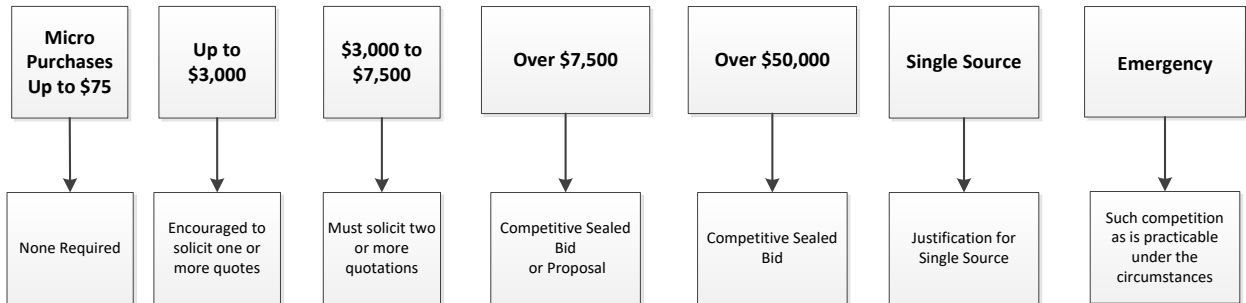 Micro
Purchases
Up to $75
Up to
$3,000
$3,000 to
$7,500
Over $7,500
Over $50,000
Single Source
Emergency
None Required
Encouraged to
solicit one or
more quotes
Must solicit two
or more
quotations
Competitive Sealed
Bid
or Proposal
Competitive Sealed
Bid
Justification for
Single Source
Such competition
as is practicable
under the
circumstances